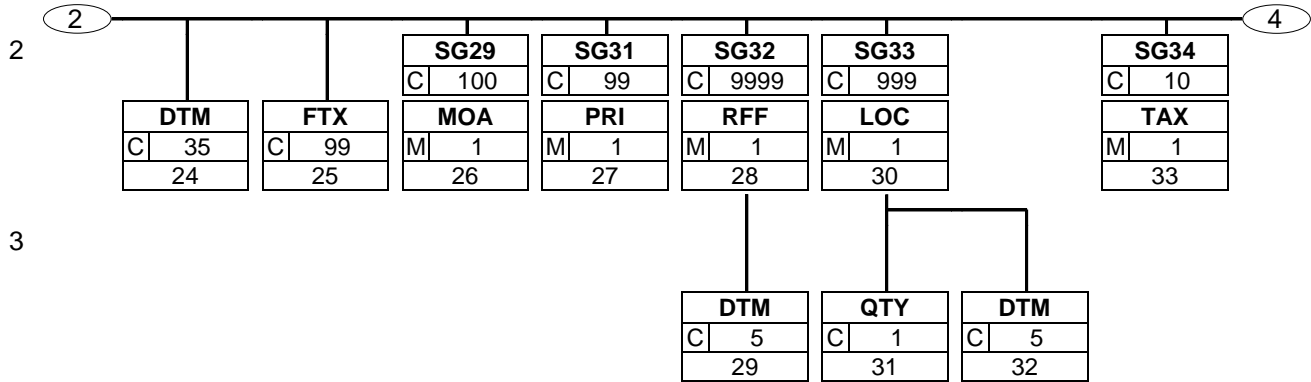 2 4
2
SG29 SG31 SG32 SG33 SG34
C 100 C 99 C 9999 C 999 C 10
DTM FTX MOA PRI RFF LOC TAX
C 35 C 99 M 1 M 1 M 1 M 1 M 1
24 25 26 27 28 30 33
3
DTM QTY DTM
C 5 C 1 C 5
29 31 32